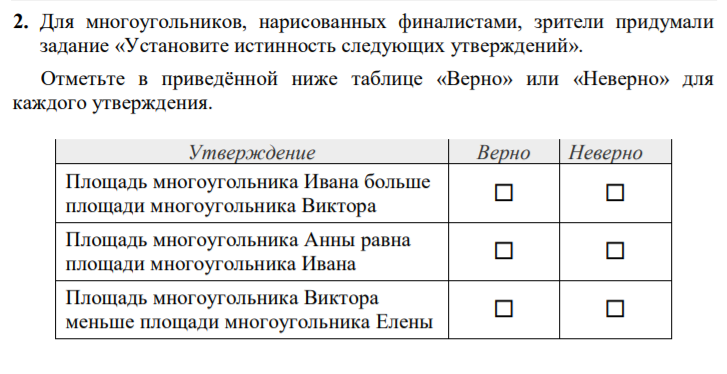 2. Для многоугольников, нарисованных финалистами, зрители придумали
задание «Установите истинность следующих утверждений».
Отметьте в приведённой ниже таблице «Верно» или «Неверно» для
каждого утверждения.
Утверждение Верно Неверно
Площадь многоугольника Ивана больше
площади многоугольника Виктора
Площадь многоугольника Анны равна
площади многоугольника Ивана
Площадь многоугольника Виктора
меньше площади многоугольника Елены